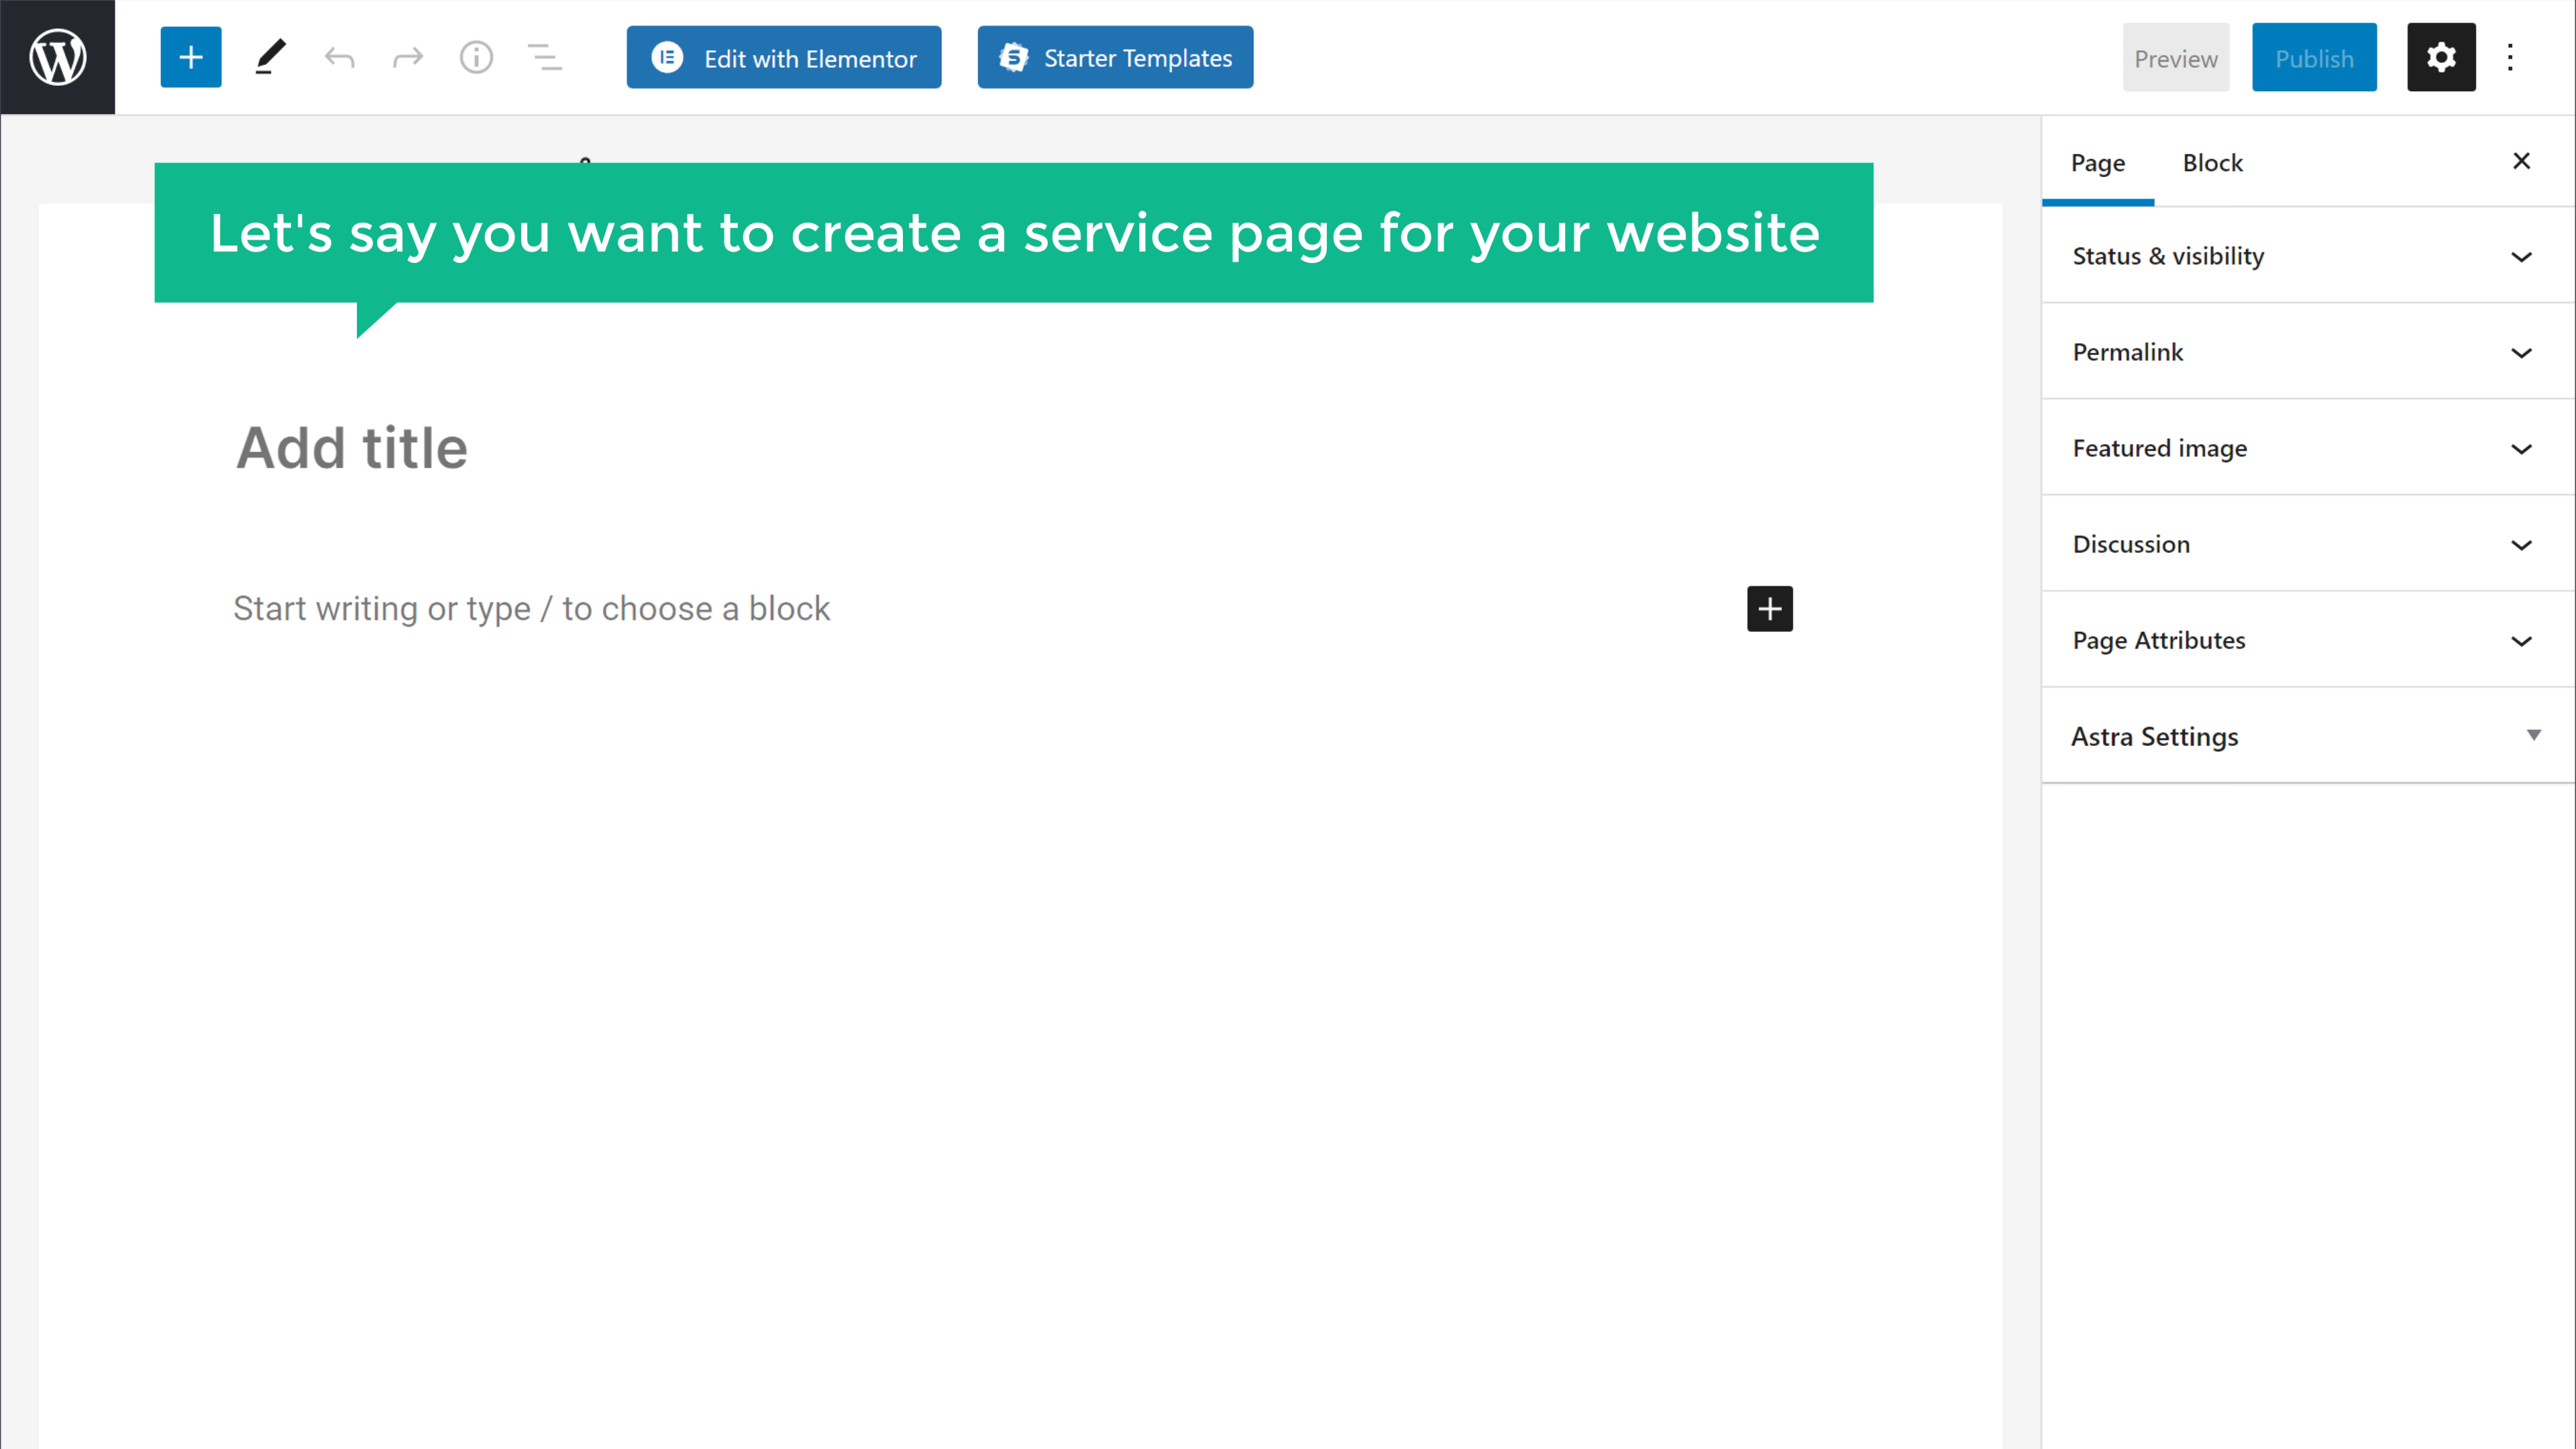 Edit with Elementor
Starter Templates
Preview
Publish
Page
Block
Let's say you want to create a service page for your website
Status & visibility
Permalink
Add title
Featured image
Discussion
Start writing or type / to choose a block
Page Attributes
Astra Settings